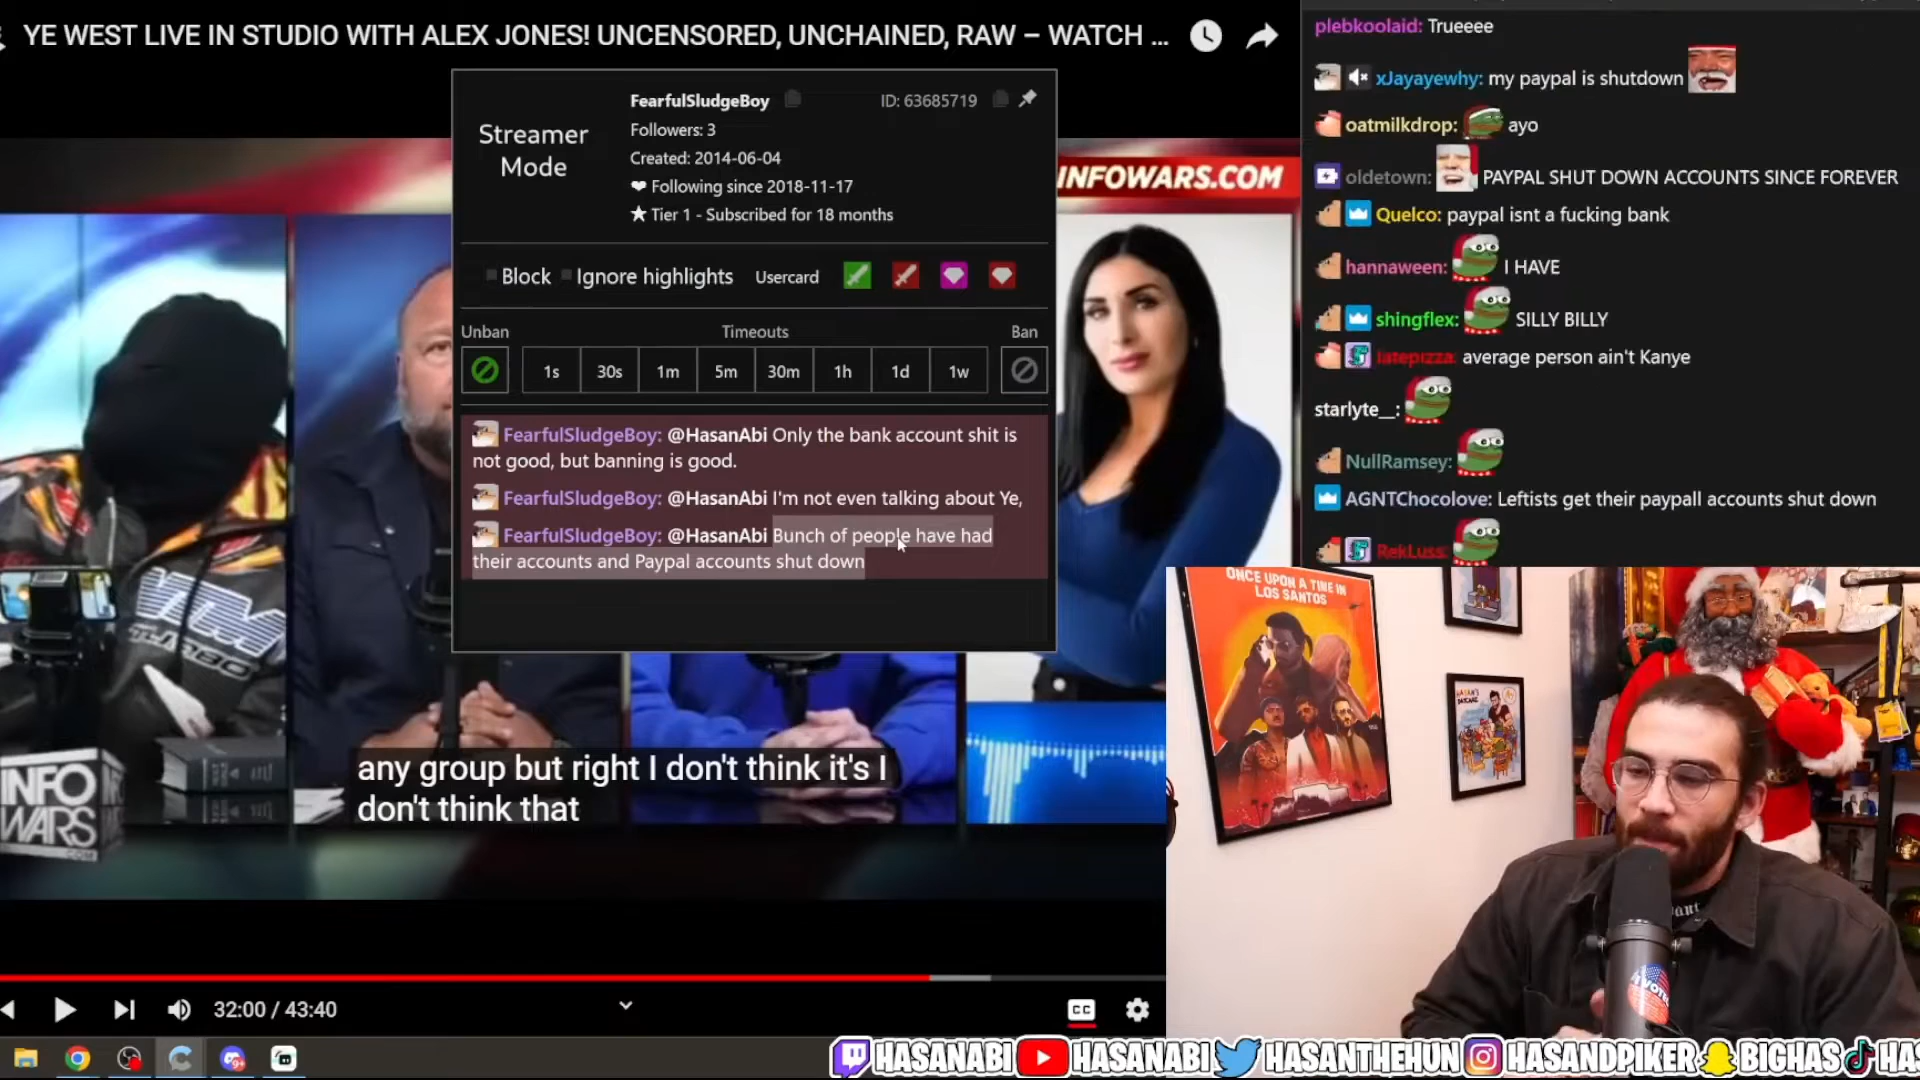 YE WEST LIVE IN STUDIO WITH ALEX JONES! UNCENSORED, UNCHAINED, RAW – WATCH ...
Streamer
Mode
FearfulSludgeBoy
ID: 63685719
Followers: 3
Created: 2014-06-04
Following since 2018-11-17
Tier 1 - Subscribed for 18 months
Block
Ignore highlights
Usercard
Unban
Timeouts
Ban
1s
30s
1m
5m
30m
1h
1d
1w
FearfulSludgeBoy: @HasanAbi Only the bank account shit is
not good, but banning is good.
FearfulSludgeBoy: @HasanAbi I'm not even talking about Ye,
FearfulSludgeBoy: @HasanAbi Bunch of people have had
their accounts and Paypal accounts shut down
INFOWARS.COM
plebkoolaid: Trueeee
xJayayewhy: my paypal is shutdown
oatmilkdrop: ayo
oldetown: PAYPAL SHUT DOWN ACCOUNTS SINCE FOREVER
Quelco: paypal isnt a fucking bank
hannaween: I HAVE
shingflex: SILLY BILLY
latepizza: average person ain't Kanye
starlyte__:
NullRamsey:
AGNTChocolove: Leftists get their paypall accounts shut down
RekLuss:
ONCE UPON A TIME IN
LOS SANTOS
INFO
WARS
.COM
any group but right I don't think it's I
don't think that
32:00 / 43:40
CC
HASANABI HASANABI HASANTHEHUN HASANDPIKER BIGHAS HAS